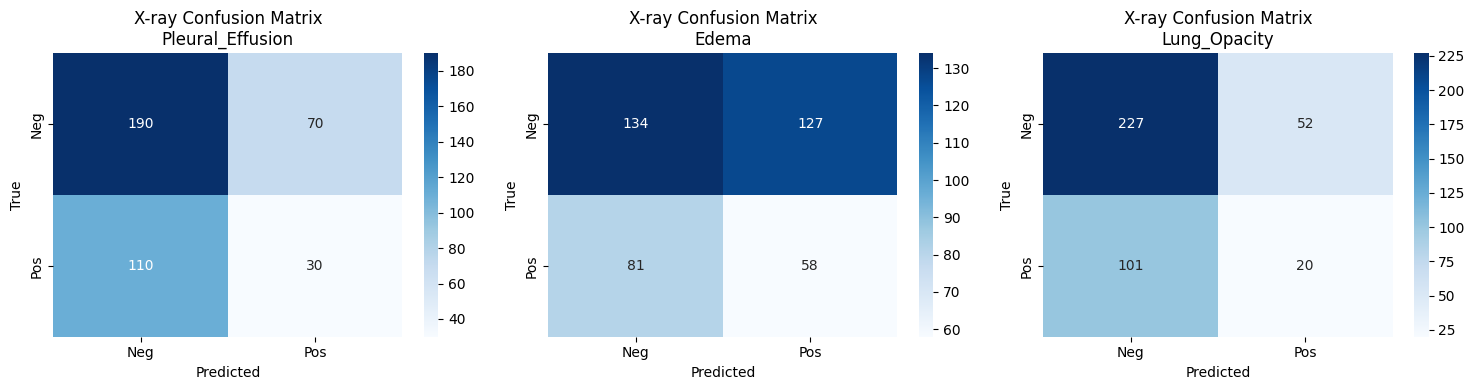 X-ray Confusion Matrix
Pleural_Effusion
Neg
190
70
Pos
110
30
True
Neg
Pos
Predicted
180
160
140
120
100
80
60
40
X-ray Confusion Matrix
Edema
Neg
134
127
Pos
81
58
True
Neg
Pos
Predicted
130
120
110
100
90
80
70
60
X-ray Confusion Matrix
Lung_Opacity
Neg
227
52
Pos
101
20
True
Neg
Pos
Predicted
225
200
175
150
125
100
75
50
25